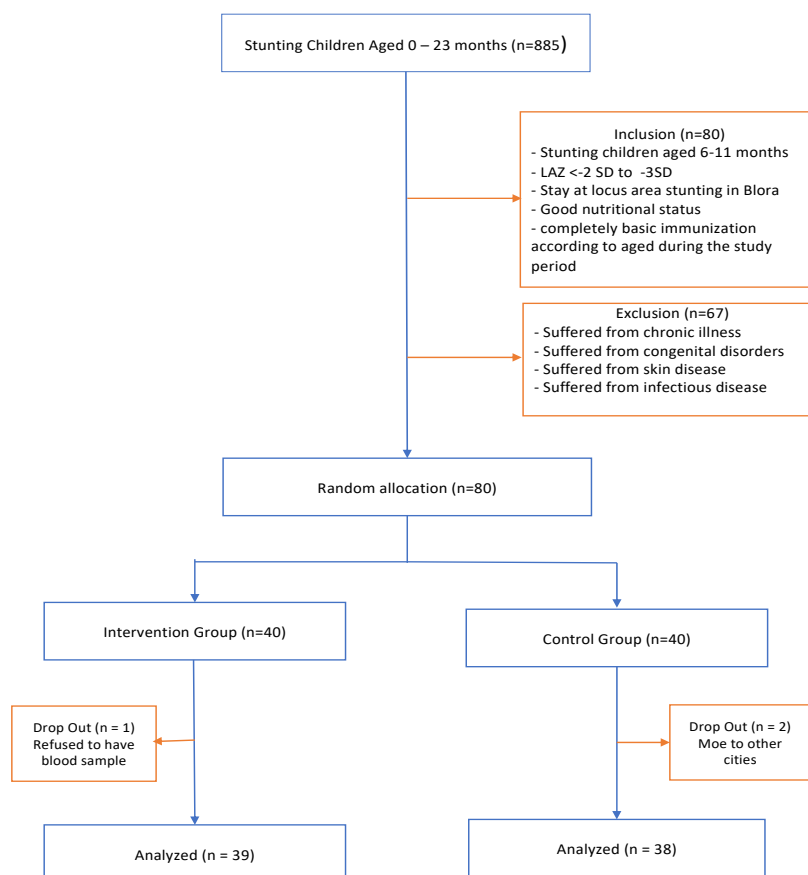 Stunting Children Aged 0 – 23 months (n=885)
Inclusion (n=80)
- Stunting children aged 6-11 months
- LAZ <-2 SD to -3SD
- Stay at locus area stunting in Blora
- Good nutritional status
- completely basic immunization
according to aged during the study
period
Exclusion (n=67)
- Suffered from chronic illness
- Suffered from congenital disorders
- Suffered from skin disease
- Suffered from infectious disease
Random allocation (n=80)
Intervention Group (n=40)
Control Group (n=40)
Drop Out (n = 1)
Refused to have
blood sample
Drop Out (n = 2)
Moe to other
cities
Analyzed (n = 39)
Analyzed (n = 38)